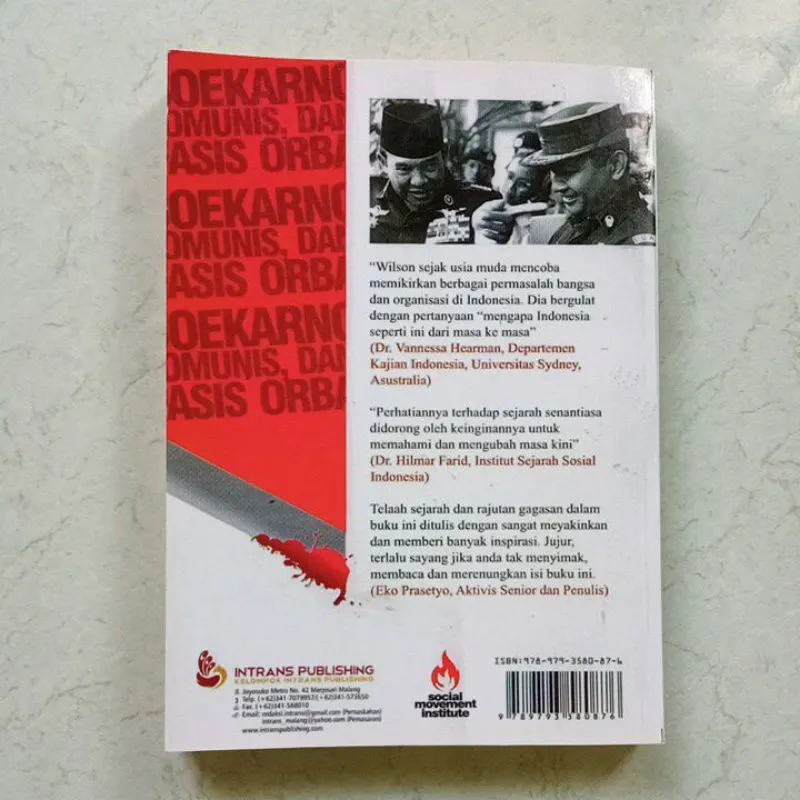 OEKARNO
OMUNIS, DAN
ASIS ORBA
OEKARNO
OMUNIS, DAN
ASIS ORBA
OEKARNO
OMUNIS, DAN
ASIS ORBA
“Wilson sejak usia muda mencoba
memikirkan berbagai permasalah bangsa
dan organisasi di Indonesia. Dia bergulat
dengan pertanyaan “mengapa Indonesia
seperti ini dari masa ke masa”
(Dr. Vannessa Hearman, Departemen
Kajian Indonesia, Universitas Sydney,
Asustralia)
“Perhatiannya terhadap sejarah senantiasa
didorong oleh keinginannya untuk
memahami dan mengubah masa kini”
(Dr. Hilmar Farid, Institut Sejarah Sosial
Indonesia)
Telaah sejarah dan rajutan gagasan dalam
buku ini ditulis dengan sangat meyakinkan
dan memberi banyak inspirasi. Jujur,
terlalu sayang jika anda tak menyimak,
membaca dan merenungkan isi buku ini.
(Eko Prasetyo, Aktivis Senior dan Penulis)
INTRANS PUBLISHING
KELOMPOK INTRANS PUBLISHING
Jl. Joyosuko Metro No. 42 Merjosari Malang
Telp. (+62)341-7079957/(+62)341-573650
Fax. (+62)341-588010
Email: redaksi.intrans@gmail.com (Pernaskahan)
intrans_malang@yahoo.com (Pemasaran)
www.intranspublishing.com
social
movement
institute
ISBN:978-979-3580-87-6
9 789793 580876